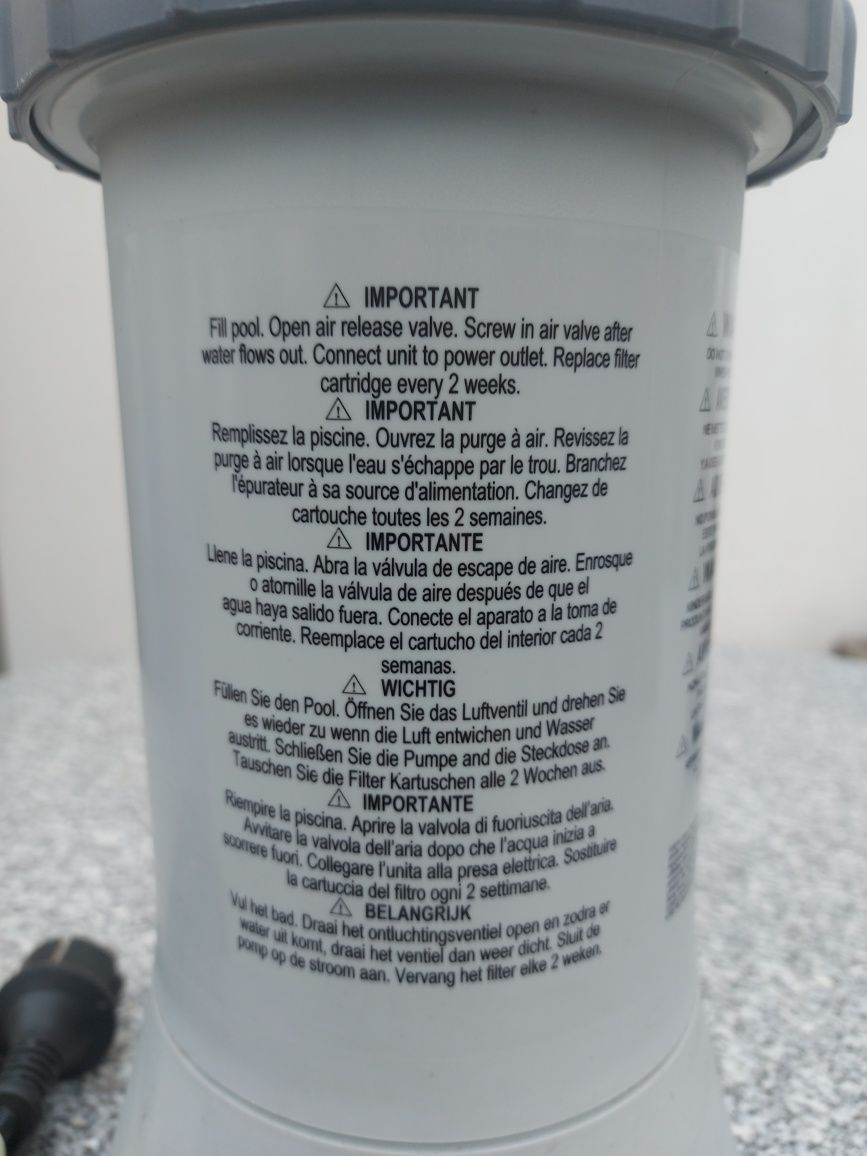 IMPORTANT
Fill pool. Open air release valve. Screw in air valve after
water flows out. Connect unit to power outlet. Replace filter
cartridge every 2 weeks.
IMPORTANT
Remplissez la piscine. Ouvrez la purge à air. Revissez la
purge à air lorsque l'eau s'échappe par le trou. Branchez
l'épurateur à sa source d'alimentation. Changez de
cartouche toutes les 2 semaines.
IMPORTANTE
Llene la piscina. Abra la válvula de escape de aire. Enrosque
o atornille la válvula de aire después de que el
agua haya salido fuera. Conecte el aparato a la toma de
corriente. Reemplace el cartucho del interior cada 2
semanas.
WICHTIG
Füllen Sie den Pool. Öffnen Sie das Luftventil und drehen Sie
es wieder zu wenn die Luft entwichen und Wasser
austritt. Schließen Sie die Pumpe and die Steckdose an.
Tauschen Sie die Filter Kartuschen alle 2 Wochen aus.
IMPORTANTE
Riempire la piscina. Aprire la valvola di fuoriuscita dell'aria.
Avvitare la valvola dell'aria dopo che l'acqua inizia a
scorrere fuori. Collegare l'unita alla presa elettrica. Sostituire
la cartuccia del filtro ogni 2 settimane.
BELANGRIJK
Vul het bad. Draai het ontluchtingsventiel open en zodra er
water uit komt, draai het ventiel dan weer dicht. Sluit de
pomp op de stroom aan. Vervang het filter elke 2 weken.